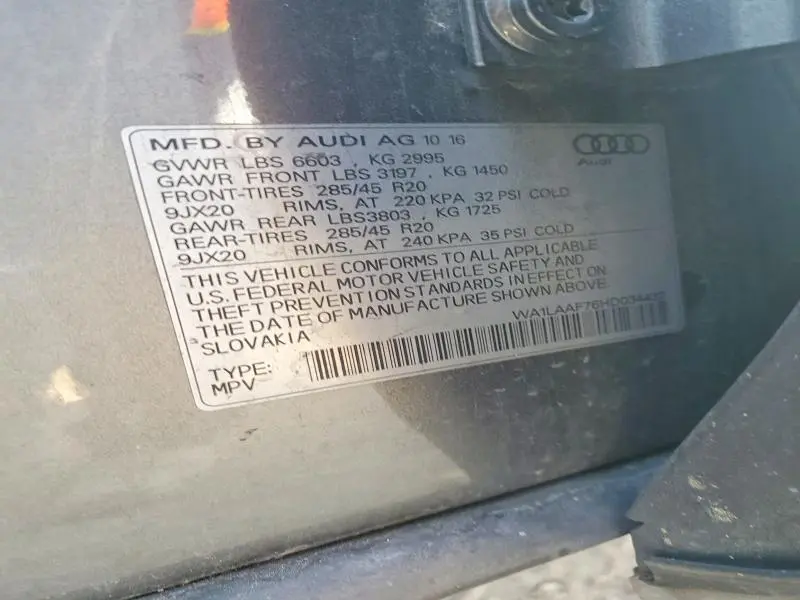 MFD. BY AUDI AG 10 16
Audi
GVWR LBS 6603 , KG 2995
GAWR FRONT LBS 3197 , KG 1450
FRONT-TIRES 285/45 R20
9JX20 RIMS, AT 220 KPA 32 PSI COLD
GAWR REAR LBS3803 , KG 1725
REAR-TIRES 285/45 R20
9JX20 RIMS, AT 240 KPA 35 PSI COLD
THIS VEHICLE CONFORMS TO ALL APPLICABLE
U.S. FEDERAL MOTOR VEHICLE SAFETY AND
THEFT PREVENTION STANDARDS IN EFFECT ON
THE DATE OF MANUFACTURE SHOWN ABOVE.
SLOVAKIA
TYPE:
MPV